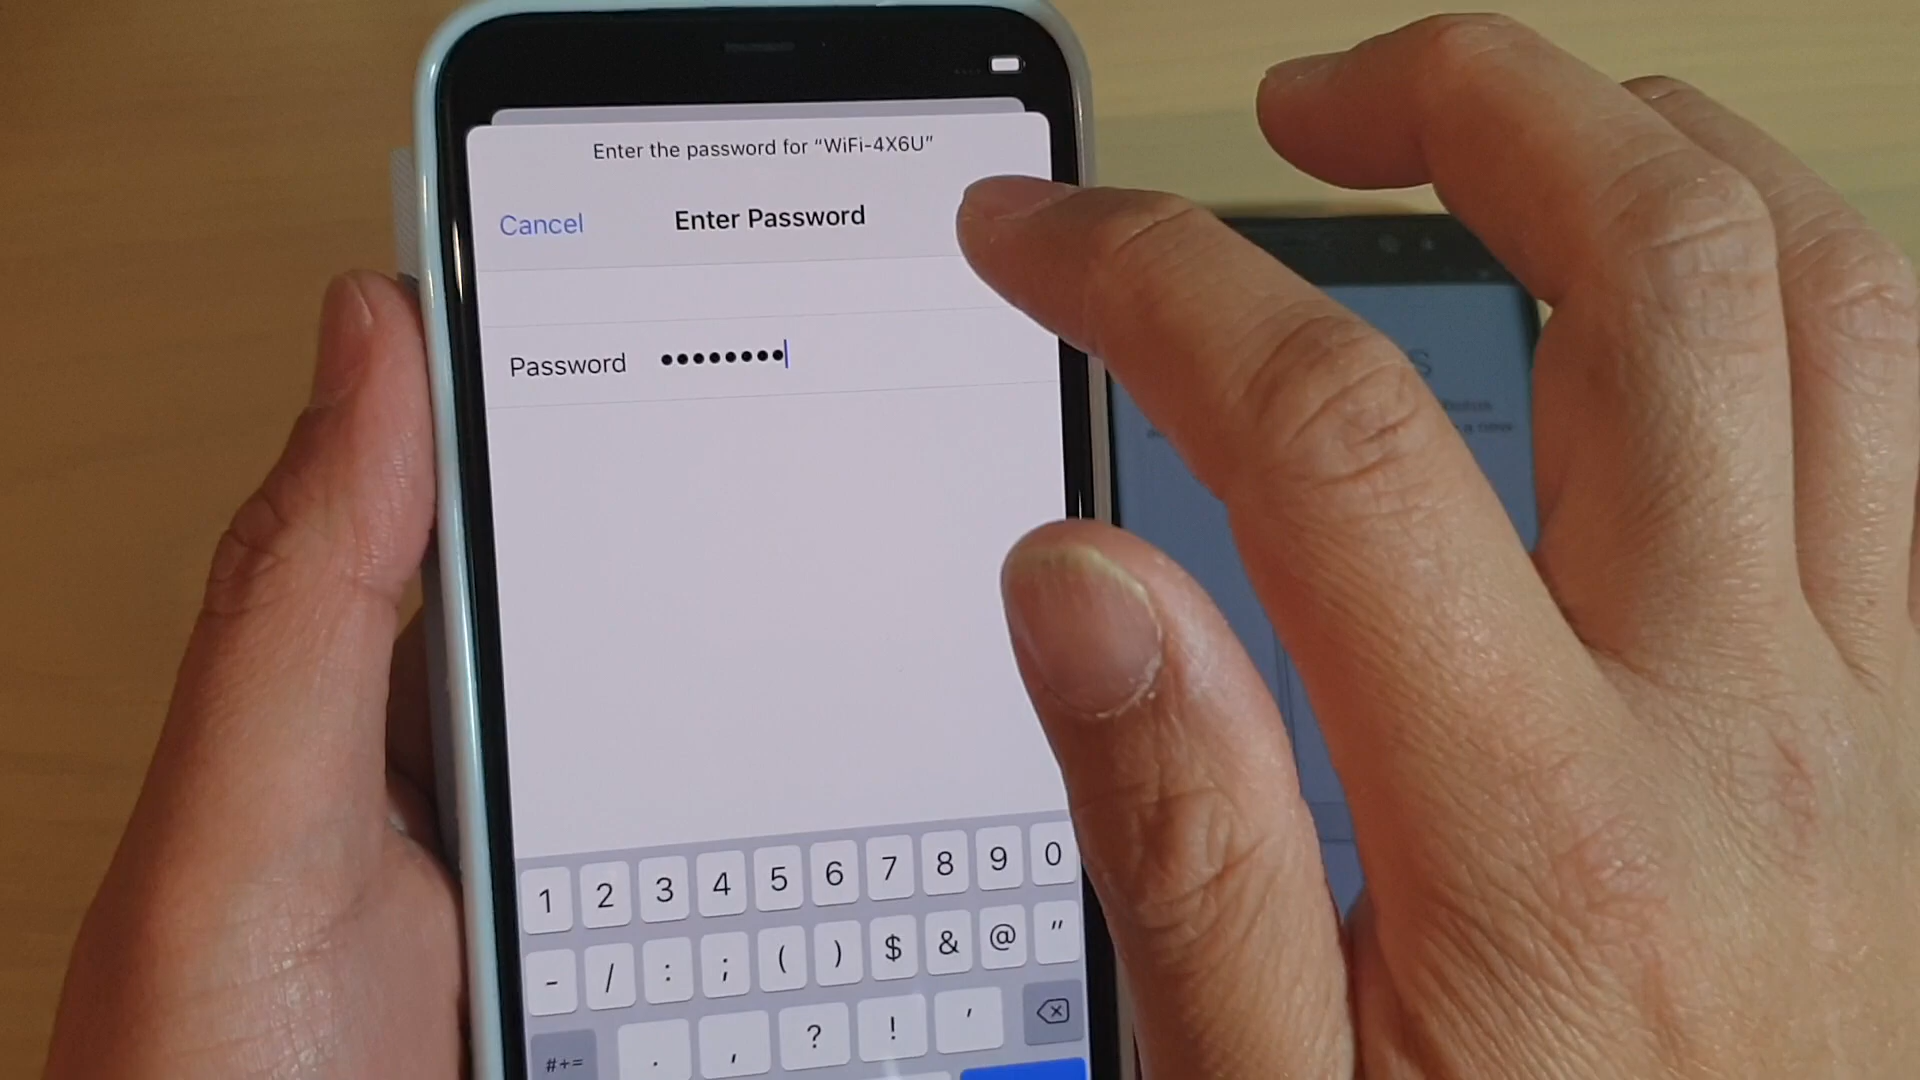 Enter the password for “WiFi-4X6U”
Cancel
Enter Password
Password ••••••••
1 2 3 4 5 6 7 8 9 0
- / : ; ( ) $ & @ "
#+= . , ? ! '